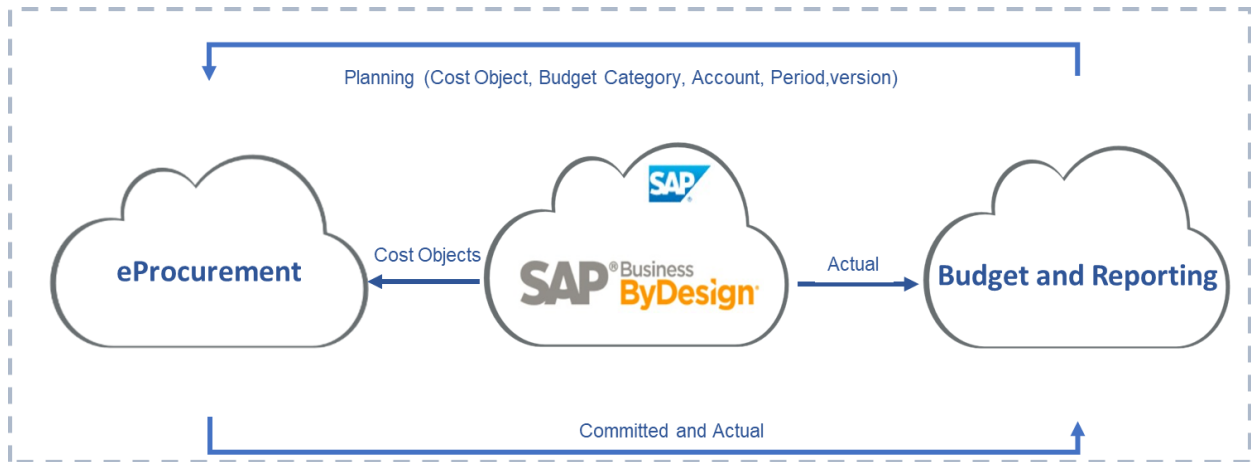 Planning (Cost Object, Budget Category, Account, Period,version)
SAP®
eProcurement
Cost Objects
SAP® Business
ByDesign
Actual
Budget and Reporting
Committed and Actual